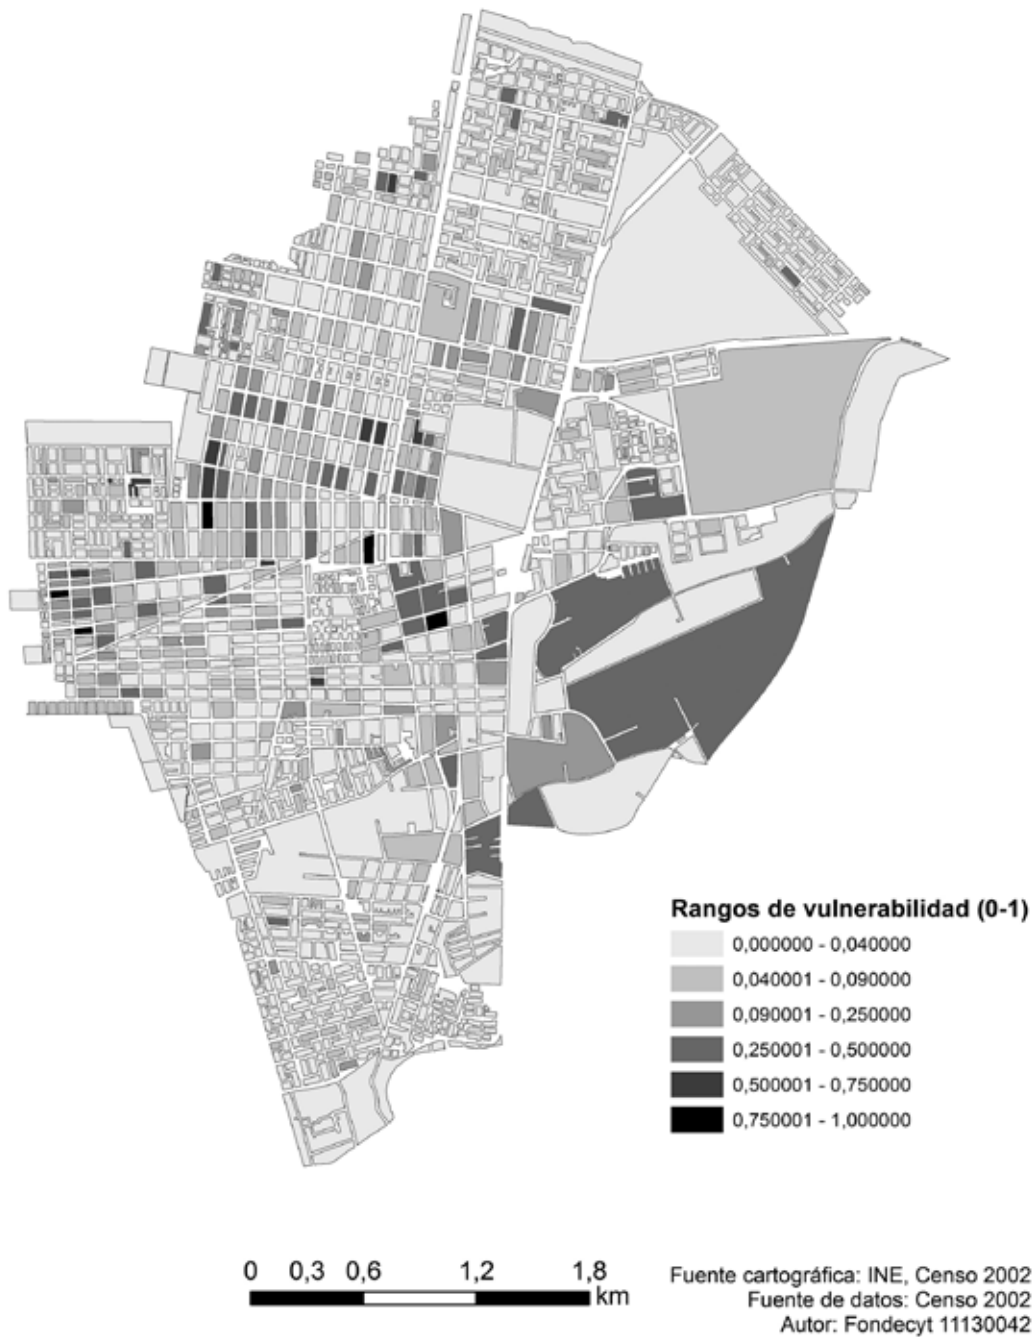 Rangos de vulnerabilidad (0-1)
0,000000 - 0,040000
0,040001 - 0,090000
0,090001 - 0,250000
0,250001 - 0,500000
0,500001 - 0,750000
0,750001 - 1,000000
0 0,3 0,6 1,2 1,8
km
Fuente cartográfica: INE, Censo 2002
Fuente de datos: Censo 2002
Autor: Fondecyt 11130042